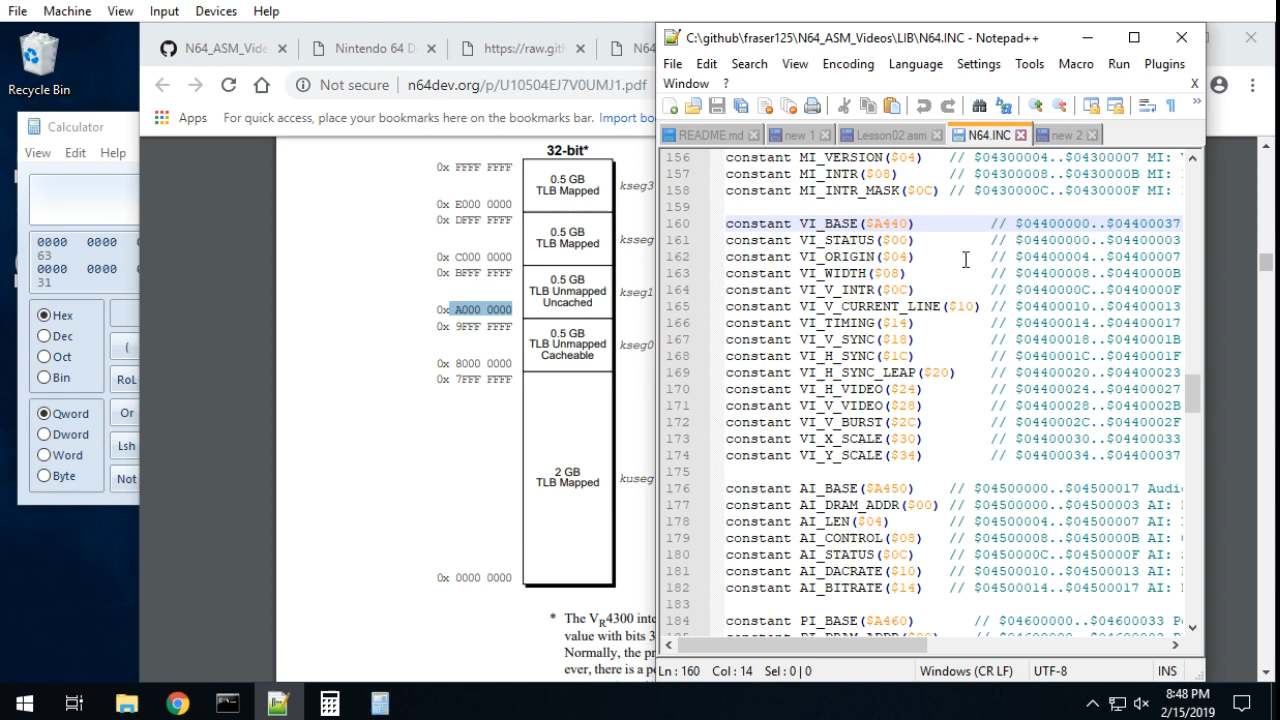 File Machine View Input Devices Help
Recycle Bin
Calculator
View Edit Help
0000 0000
63
0000 0000
31
Hex
Dec
Oct
Bin
(
RoL
Qword
Dword
Word
Byte
Or
Lsh
Not
N64_ASM_Vide
Nintendo 64 D
https://raw.gith
N64
Not secure n64dev.org/p/U10504EJ7V0UMJ1.pdf
Apps For quick access, place your bookmarks here on the bookmarks bar. Import boo
32-bit*
0x FFFF FFFF
0.5 GB
TLB Mapped
kseg3
0x E000 0000
0x DFFF FFFF
0.5 GB
TLB Mapped
ksseg
0x C000 0000
0x BFFF FFFF
0.5 GB
TLB Unmapped
Uncached
kseg1
0x A000 0000
0x 9FFF FFFF
0.5 GB
TLB Unmapped
Cacheable
kseg0
0x 8000 0000
0x 7FFF FFFF
2 GB
TLB Mapped
kuseg
0x 0000 0000
* The VR4300 inte
value with bits 3
Normally, the pr
ever, there is a p
C:\github\fraser125\N64_ASM_Videos\LIB\N64.INC - Notepad++
File Edit Search View Encoding Language Settings Tools Macro Run Plugins
Window ? X
README.md new 1 Lesson02.asm N64.INC new 2
156 constant MI_VERSION($04) // $04300004..$04300007 MI:
157 constant MI_INTR($08) // $04300008..$0430000B MI:
158 constant MI_INTR_MASK($0C) // $0430000C..$0430000F MI:
159
160 constant VI_BASE($A440) // $04400000..$04400037
161 constant VI_STATUS($00) // $04400000..$04400003
162 constant VI_ORIGIN($04) // $04400004..$04400007
163 constant VI_WIDTH($08) // $04400008..$0440000B
164 constant VI_V_INTR($0C) // $0440000C..$0440000F
165 constant VI_V_CURRENT_LINE($10) // $04400010..$04400013
166 constant VI_TIMING($14) // $04400014..$04400017
167 constant VI_V_SYNC($18) // $04400018..$0440001B
168 constant VI_H_SYNC($1C) // $0440001C..$0440001F
169 constant VI_H_SYNC_LEAP($20) // $04400020..$04400023
170 constant VI_H_VIDEO($24) // $04400024..$04400027
171 constant VI_V_VIDEO($28) // $04400028..$0440002B
172 constant VI_V_BURST($2C) // $0440002C..$0440002F
173 constant VI_X_SCALE($30) // $04400030..$04400033
174 constant VI_Y_SCALE($34) // $04400034..$04400037
175
176 constant AI_BASE($A450) // $04500000..$04500017 Audi
177 constant AI_DRAM_ADDR($00) // $04500000..$04500003 AI:
178 constant AI_LEN($04) // $04500004..$04500007 AI:
179 constant AI_CONTROL($08) // $04500008..$0450000B AI:
180 constant AI_STATUS($0C) // $0450000C..$0450000F AI:
181 constant AI_DACRATE($10) // $04500010..$04500013 AI:
182 constant AI_BITRATE($14) // $04500014..$04500017 AI:
183
184 constant PI_BASE($A460) // $04600000..$04600033
Ln : 160 Col : 14 Sel : 0 | 0 Windows (CR LF) UTF-8 INS
8:48 PM
2/15/2019